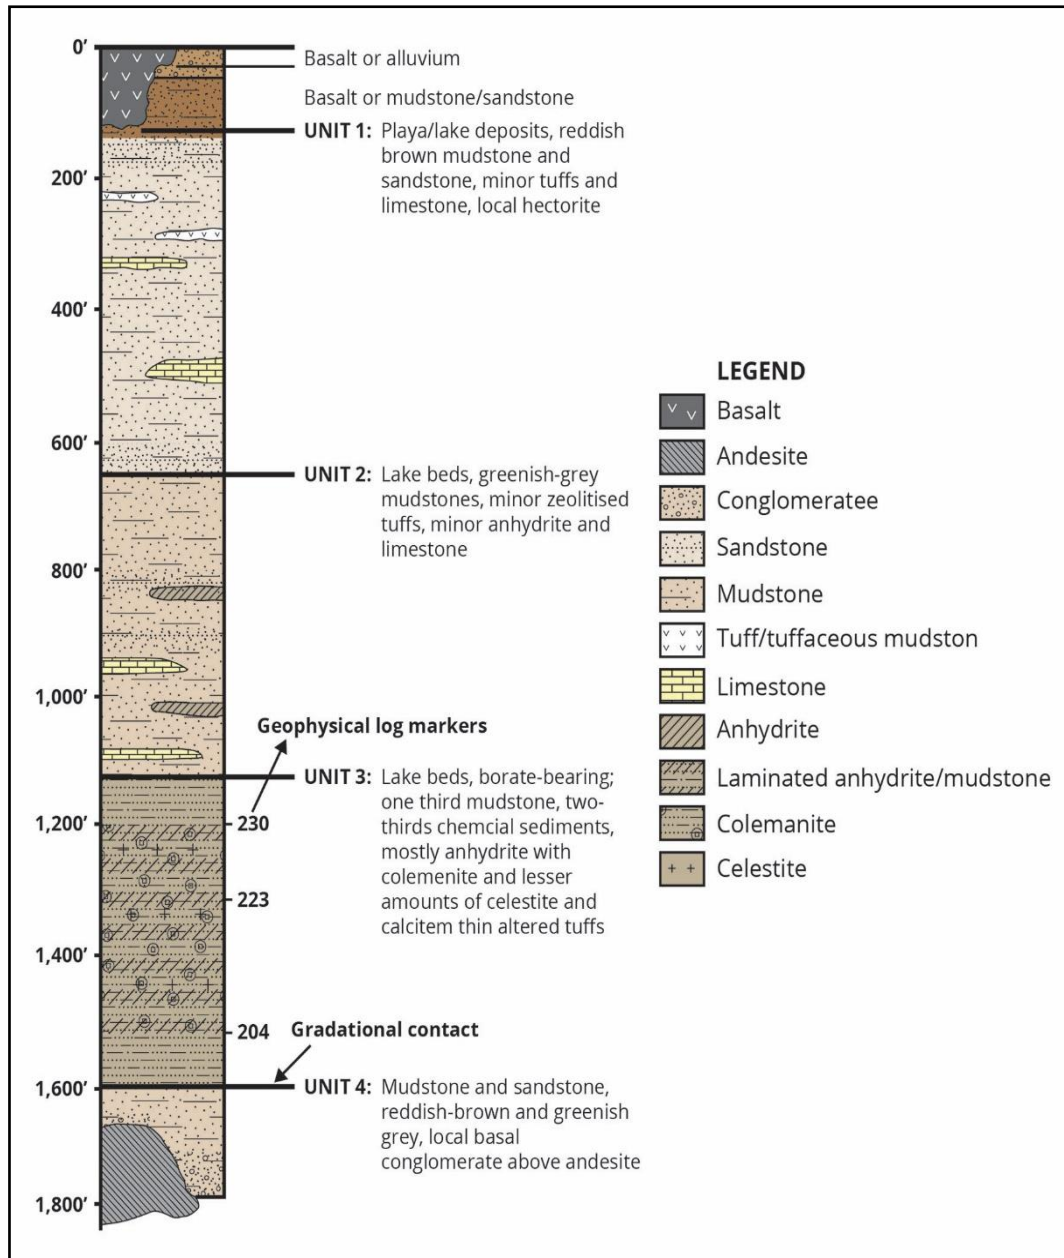 0'
Basalt or alluvium
Basalt or mudstone/sandstone
UNIT 1: Playa/lake deposits, reddish
brown mudstone and
sandstone, minor tuffs and
limestone, local hectorite
200'
400'
600'
UNIT 2: Lake beds, greenish-grey
mudstones, minor zeolitised
tuffs, minor anhydrite and
limestone
800'
1,000'
Geophysical log markers
UNIT 3: Lake beds, borate-bearing;
one third mudstone, two-
thirds chemcial sediments,
mostly anhydrite with
colemenite and lesser
amounts of celestite and
calcitem thin altered tuffs
1,200'
230
223
1,400'
204
Gradational contact
1,600'
UNIT 4: Mudstone and sandstone,
reddish-brown and greenish
grey, local basal
conglomerate above andesite
1,800'
LEGEND
Basalt
Andesite
Conglomeratee
Sandstone
Mudstone
Tuff/tuffaceous mudston
Limestone
Anhydrite
Laminated anhydrite/mudstone
Colemanite
Celestite